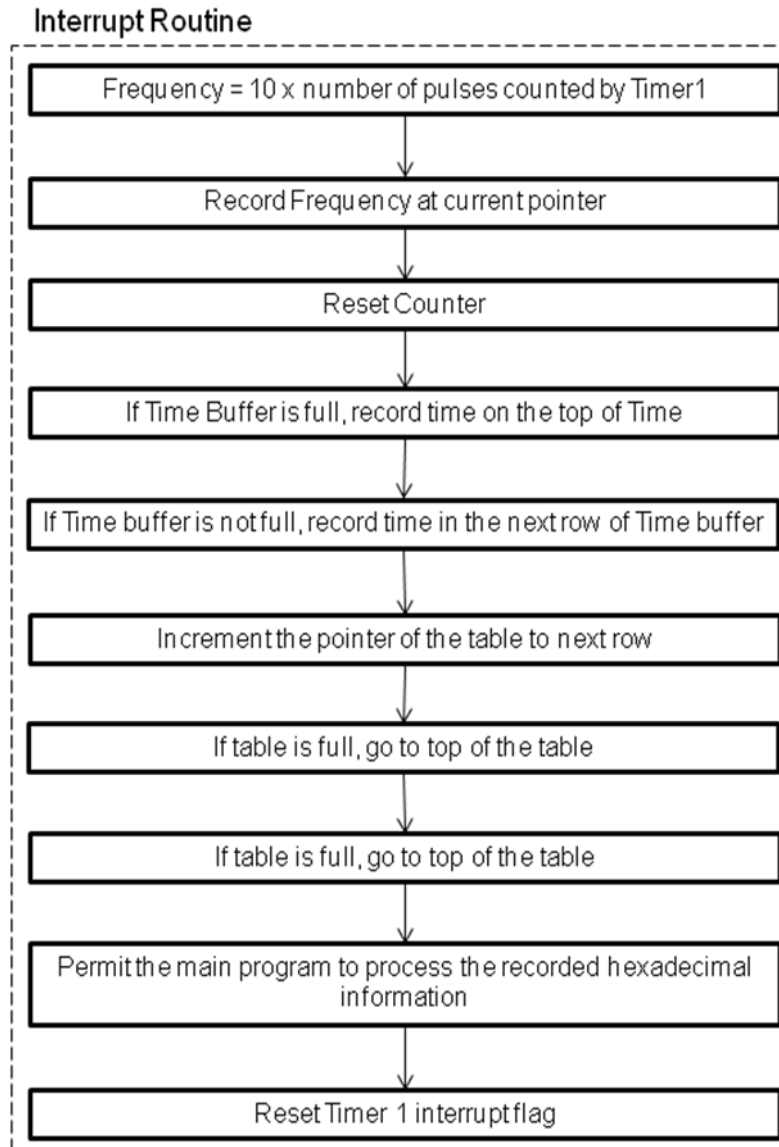 Interrupt Routine
Frequency = 10 x number of pulses counted by Timer1
Record Frequency at current pointer
Reset Counter
If Time Buffer is full, record time on the top of Time
If Time buffer is not full, record time in the next row of Time buffer
Increment the pointer of the table to next row
If table is full, go to top of the table
If table is full, go to top of the table
Permit the main program to process the recorded hexadecimal
information
Reset Timer 1 interrupt flag